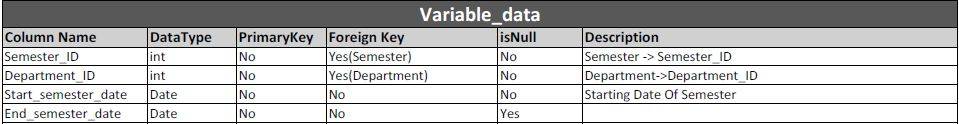 Variable_data
Column Name DataType PrimaryKey Foreign Key isNull Description
Semester_ID int No Yes(Semester) No Semester -> Semester_ID
Department_ID int No Yes(Department) No Department->Department_ID
Start_semester_date Date No No No Starting Date Of Semester
End_semester_date Date No No Yes